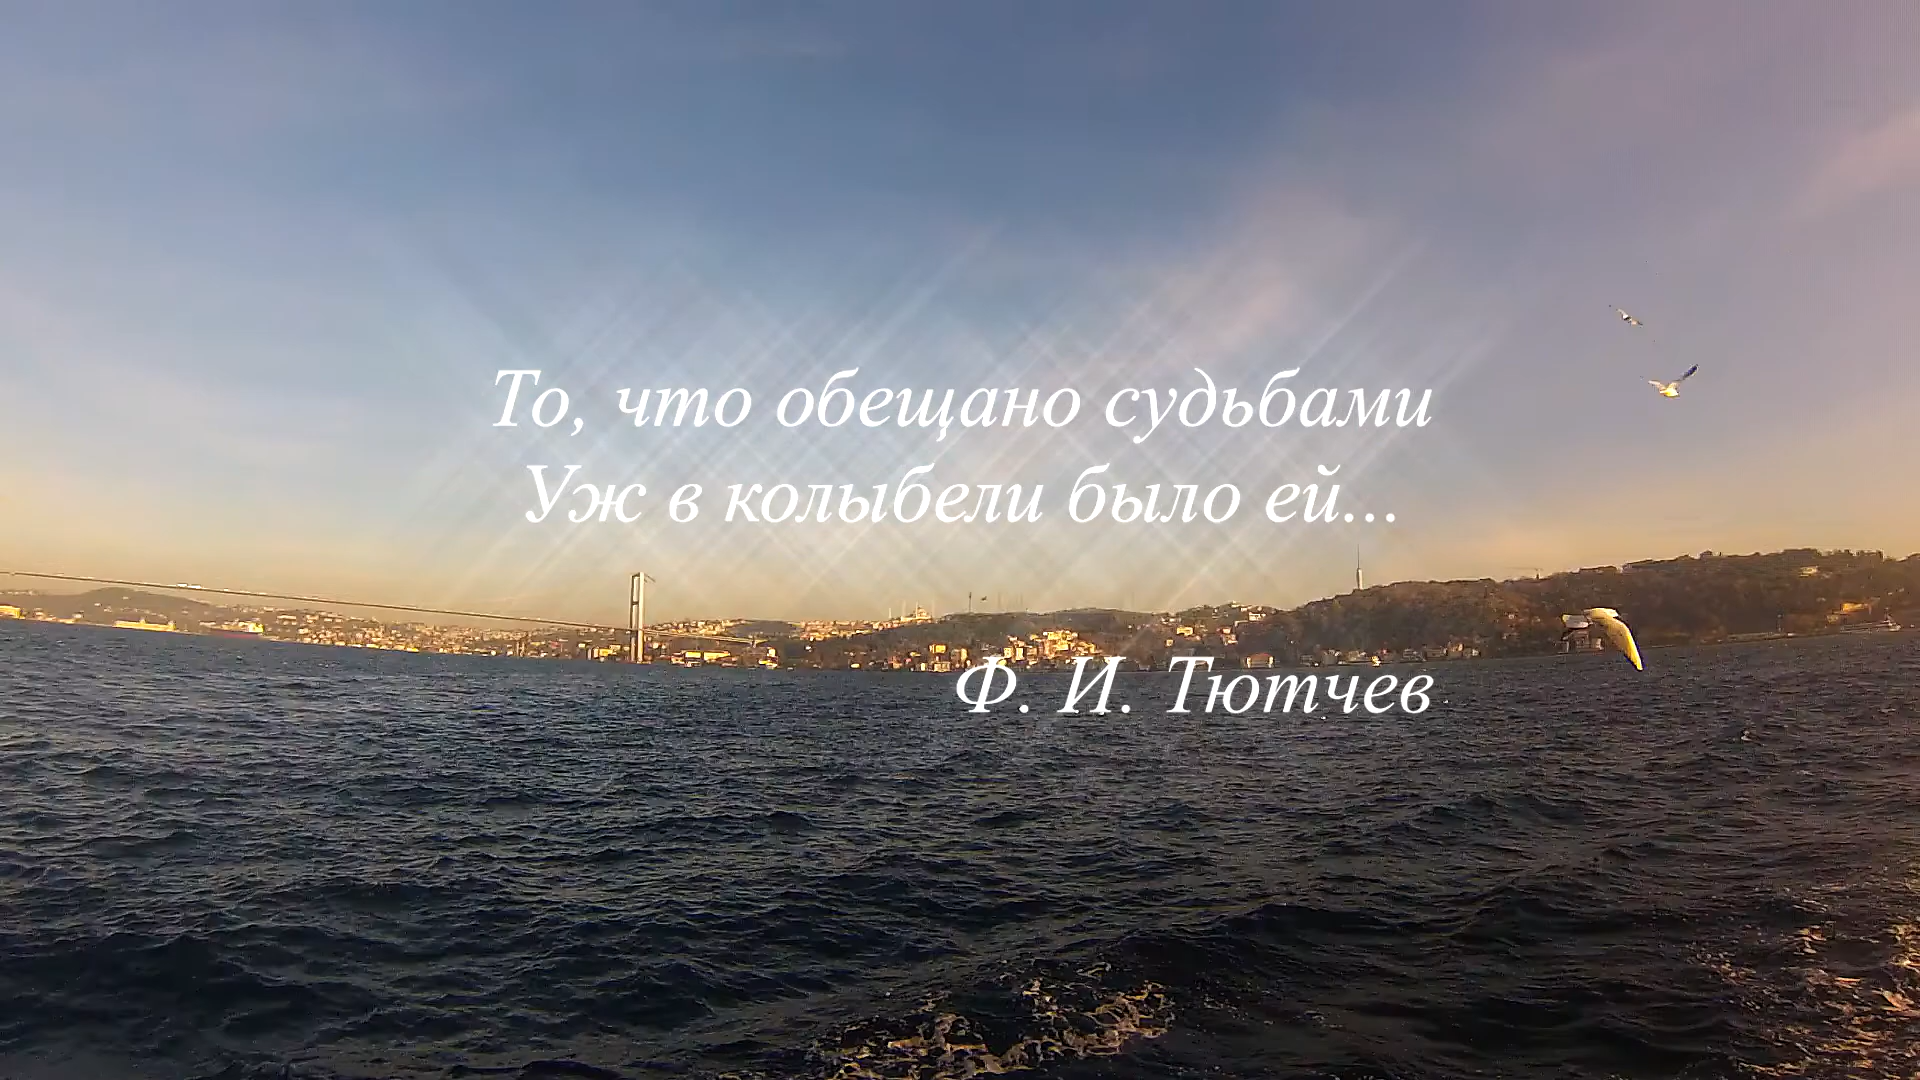 То, что обещано судьбами
Уж в колыбели было ей...
Ф. И. Тютчев